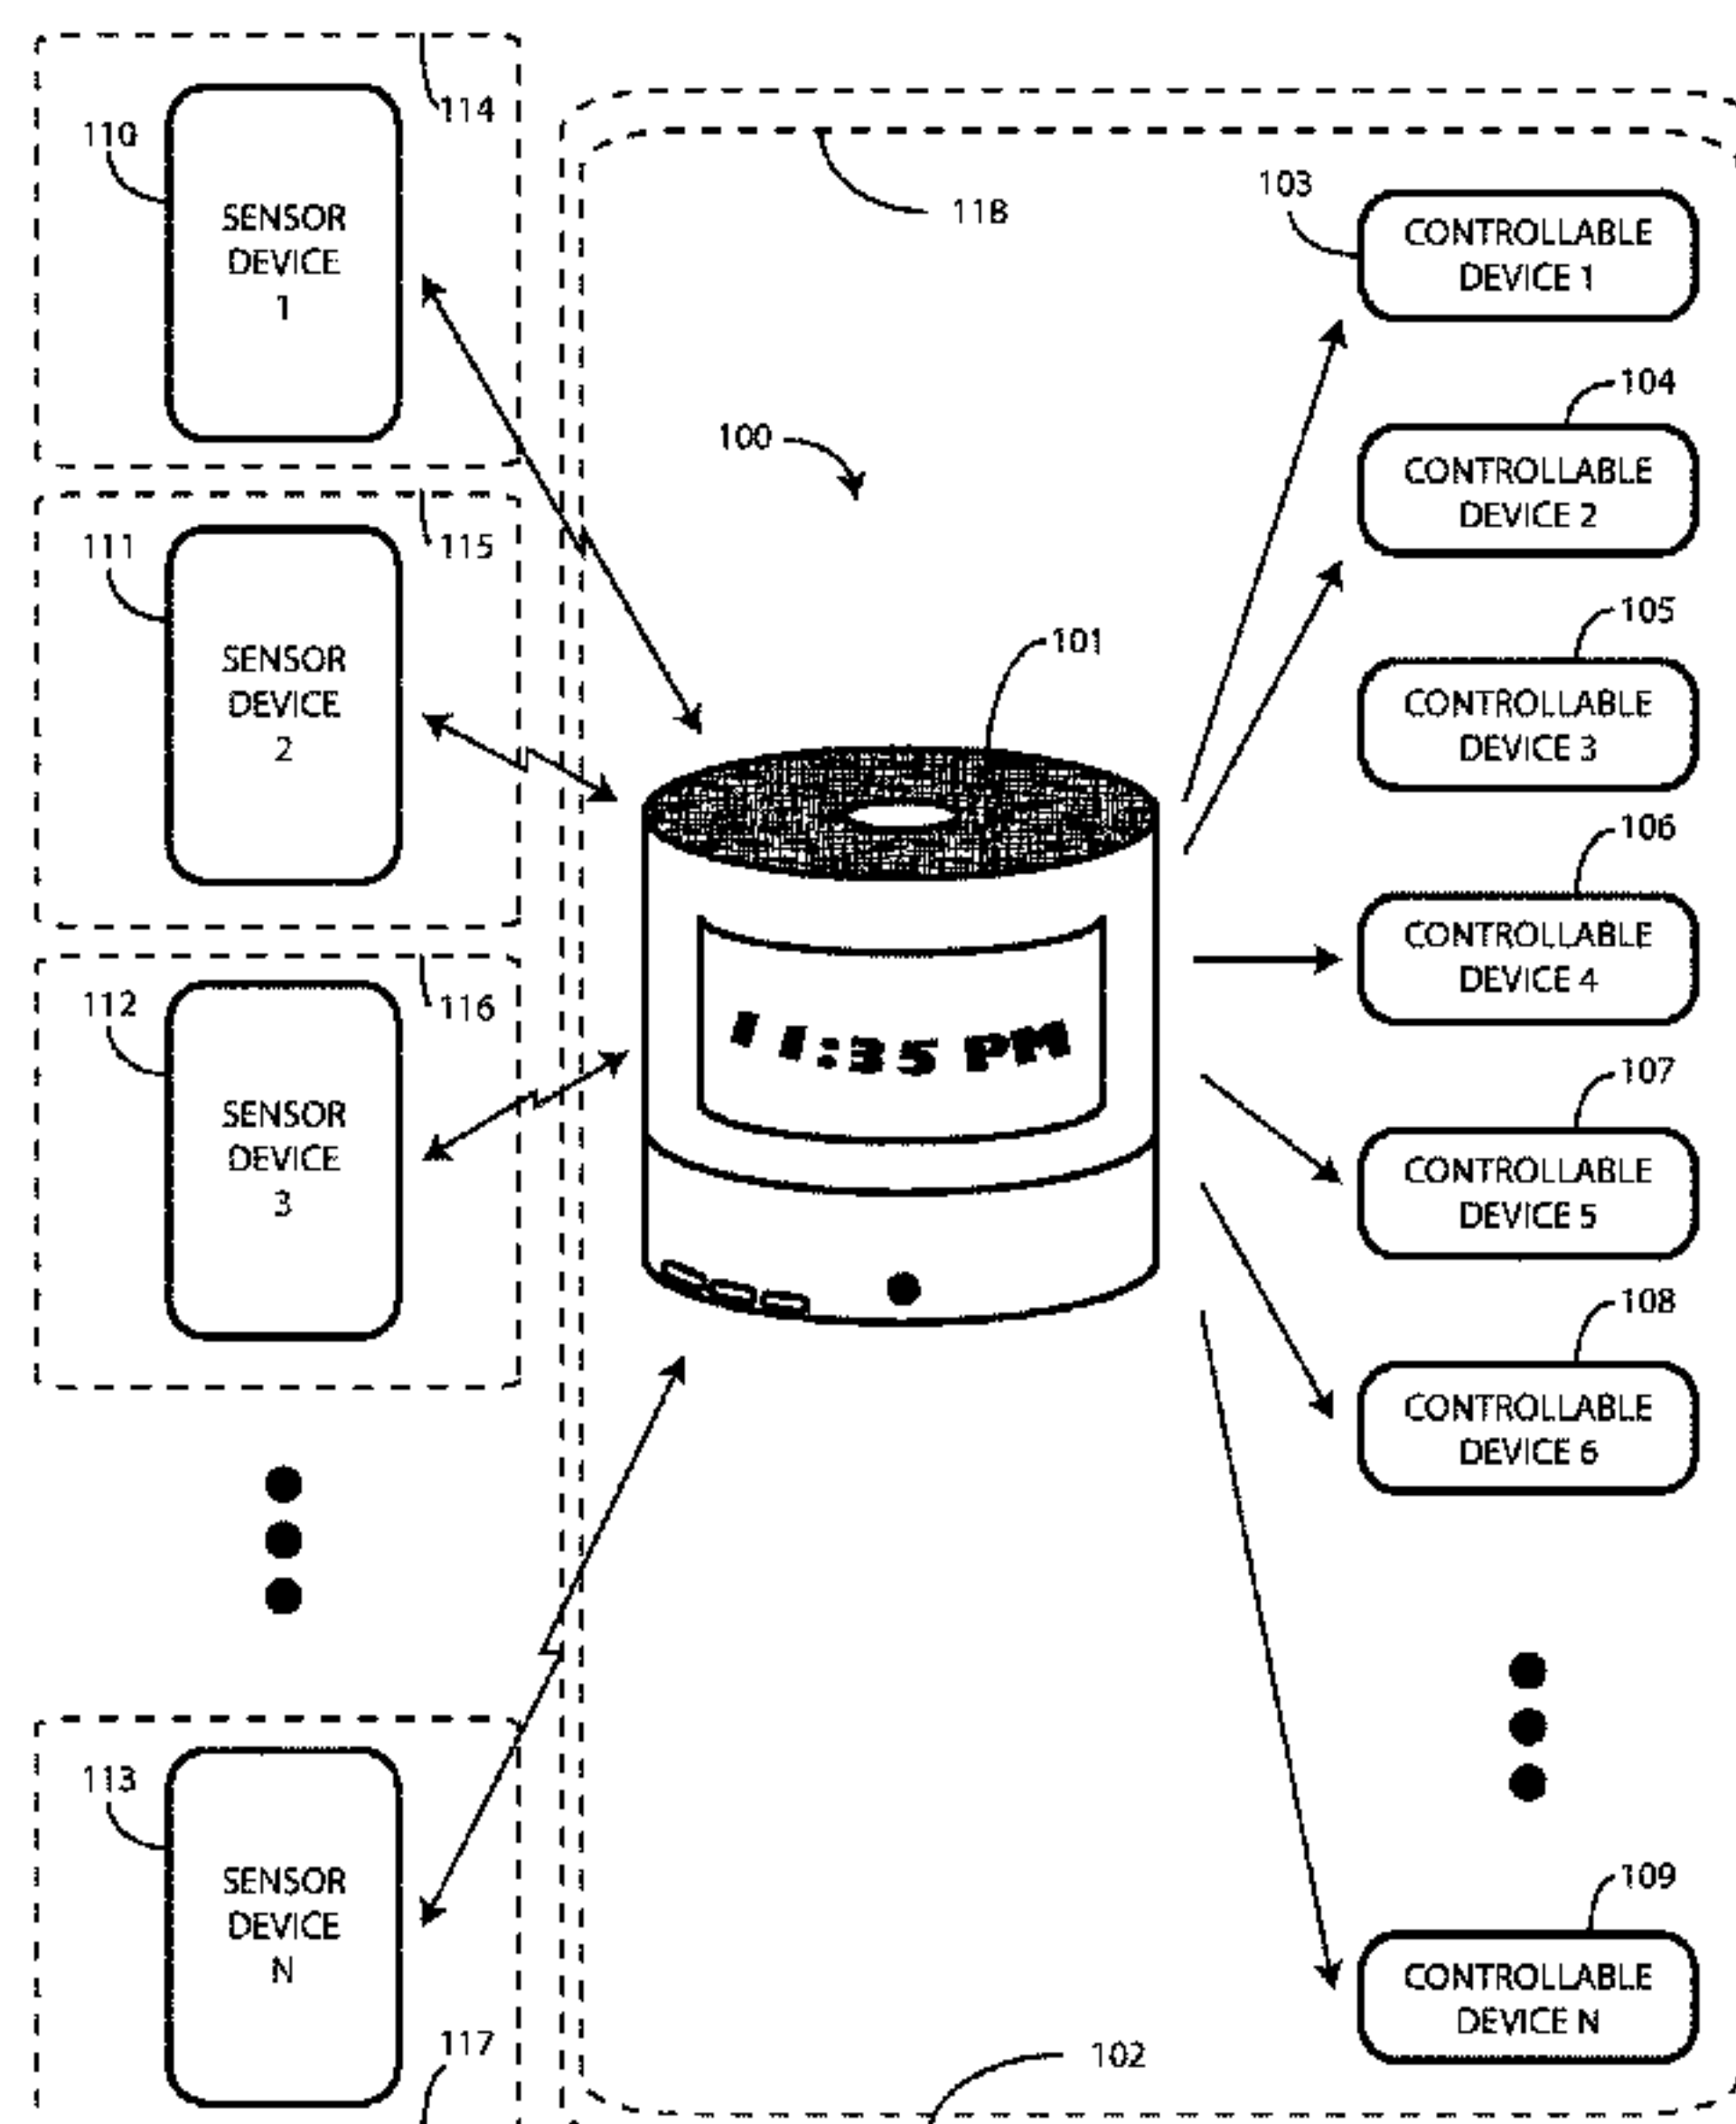 114
110
SENSOR
DEVICE
1
118
103
CONTROLLABLE
DEVICE 1
104
CONTROLLABLE
DEVICE 2
100
111
115
SENSOR
DEVICE
2
105
CONTROLLABLE
DEVICE 3
101
106
CONTROLLABLE
DEVICE 4
112
116
SENSOR
DEVICE
3
11:35 PM
107
CONTROLLABLE
DEVICE 5
108
CONTROLLABLE
DEVICE 6
113
SENSOR
DEVICE
N
117
109
CONTROLLABLE
DEVICE N
102